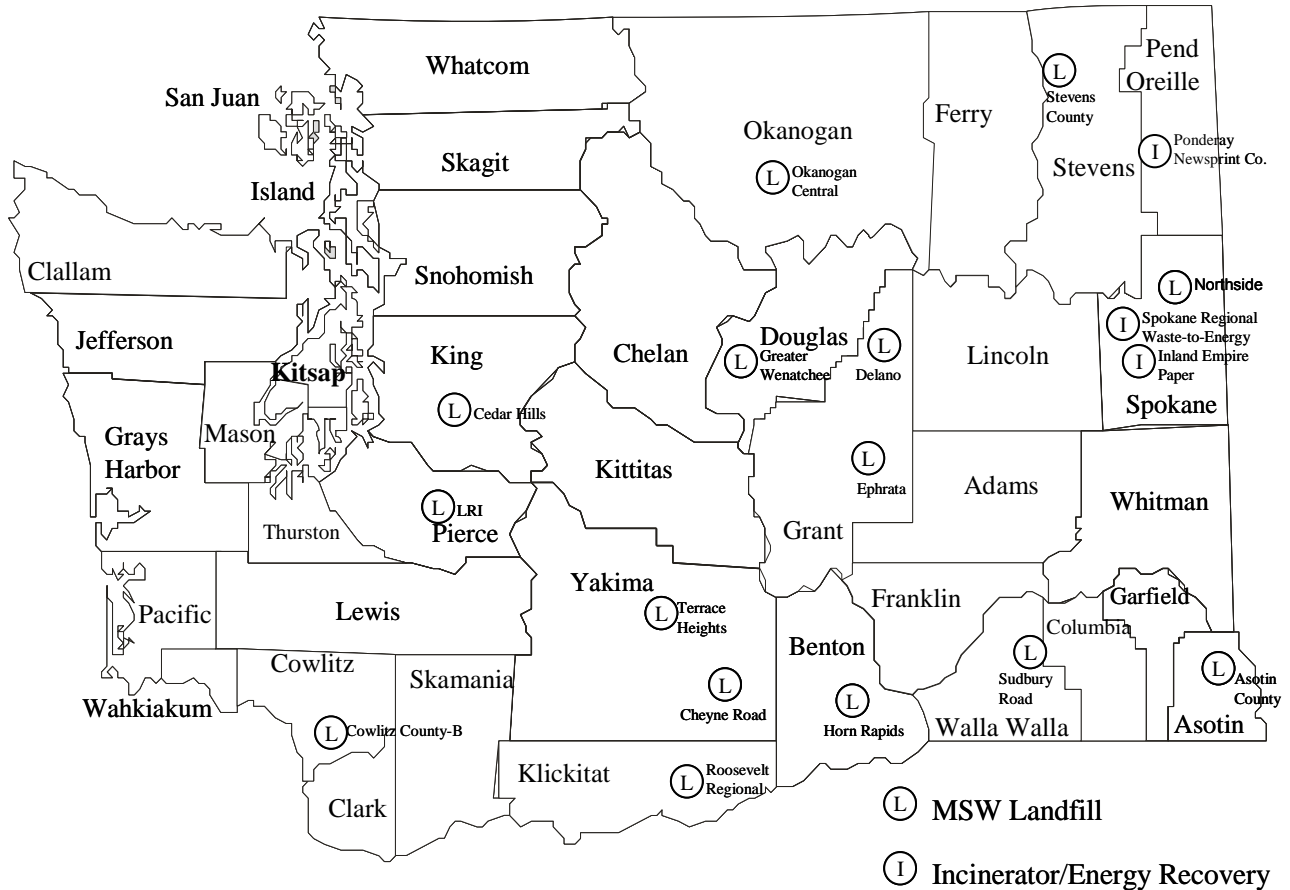 Whatcom
San Juan
Skagit
Island
Okanogan
L
Okanogan
Central
Ferry
L
Stevens
County
Stevens
Pend
Oreille
I
Ponderay
Newsprint Co.
Clallam
Snohomish
Jefferson
Kitsap
King
L
Cedar Hills
Chelan
Douglas
L
Greater
Wenatchee
L
Delano
Lincoln
L
Northside
I
Spokane Regional
Waste-to-Energy
I
Inland Empire
Paper
Spokane
Grays
Harbor
Mason
Thurston
L
LRI
Pierce
Kittitas
L
Ephrata
Grant
Adams
Whitman
Pacific
Lewis
Yakima
L
Terrace
Heights
L
Cheyne Road
Benton
L
Horn Rapids
Franklin
L
Sudbury
Road
Walla Walla
Columbia
Garfield
L
Asotin
County
Asotin
Wahkiakum
Cowlitz
L
Cowlitz County-B
Skamania
Clark
Klickitat
L
Roosevelt
Regional
L
MSW Landfill
I
Incinerator/Energy Recovery